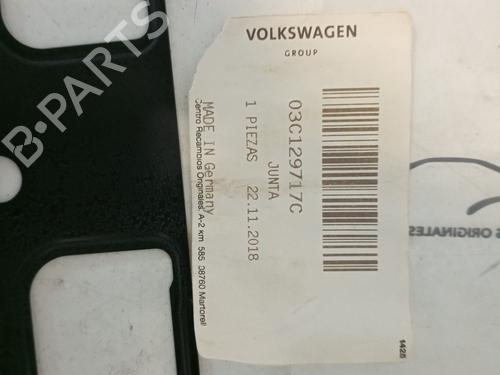 VOLKSWAGEN
GROUP
03C129717C
JUNTA
1 PIEZAS 22.11.2018
MADE IN Germany
Centro Recambios Originales A-2 km 585 08760 Martorell
1425
S ORIGINALES
B-PARTS